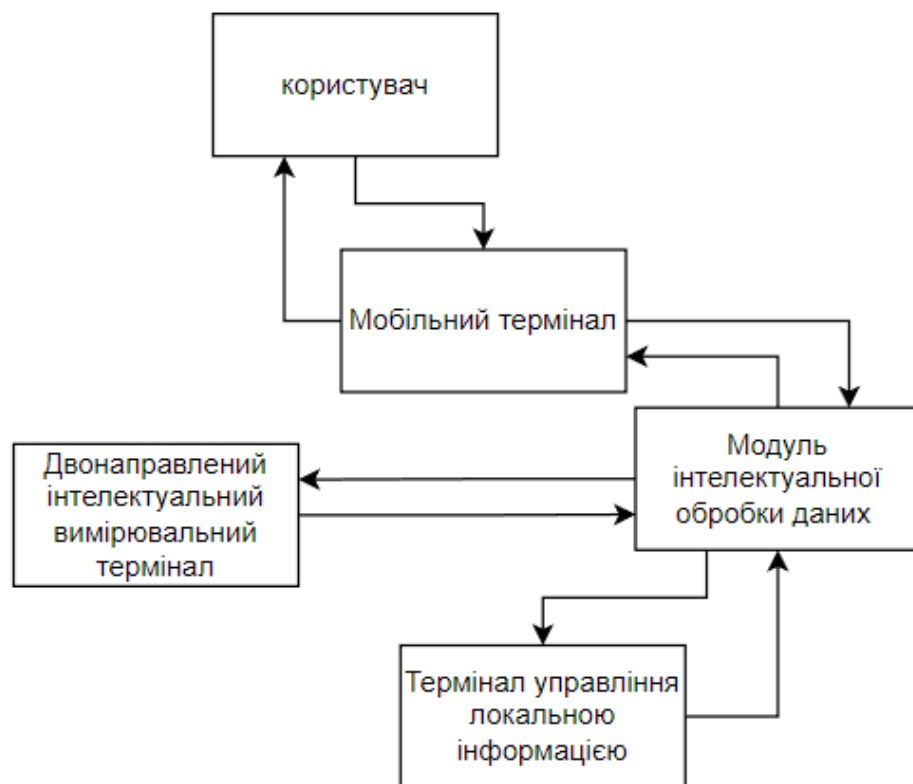 користувач
Мобільний термінал
Модуль
інтелектуальної
обробки даних
Двонаправлений
інтелектуальний
вимірювальний
термінал
Термінал управління
локальною
інформацією